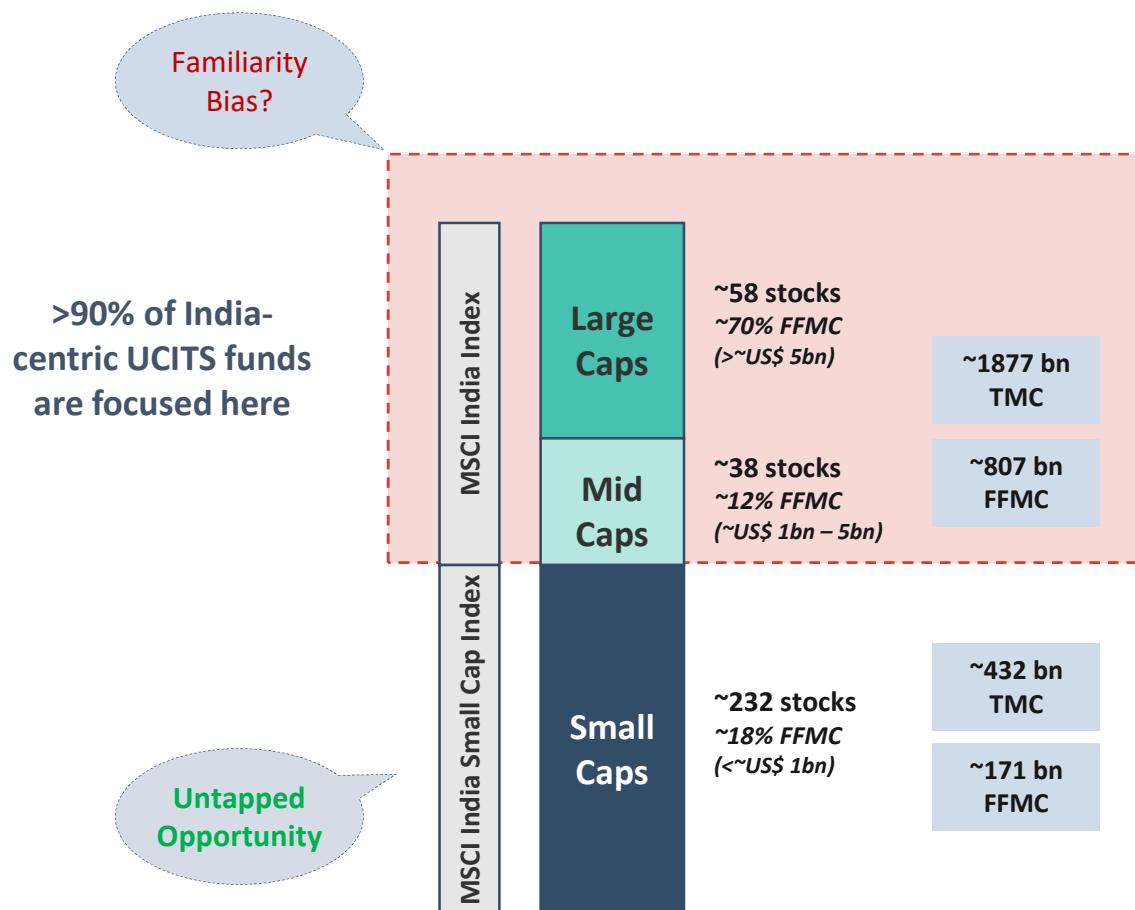 Familiarity
Bias?
>90% of India-
centric UCITS funds
are focused here
MSCI India Index
Large
Caps
~58 stocks
~70% FFMC
(>~US$ 5bn)
~1877 bn
TMC
Mid
Caps
~38 stocks
~12% FFMC
(~US$ 1bn – 5bn)
~807 bn
FFMC
MSCI India Small Cap Index
Small
Caps
~232 stocks
~18% FFMC
(<~US$ 1bn)
~432 bn
TMC
~171 bn
FFMC
Untapped
Opportunity